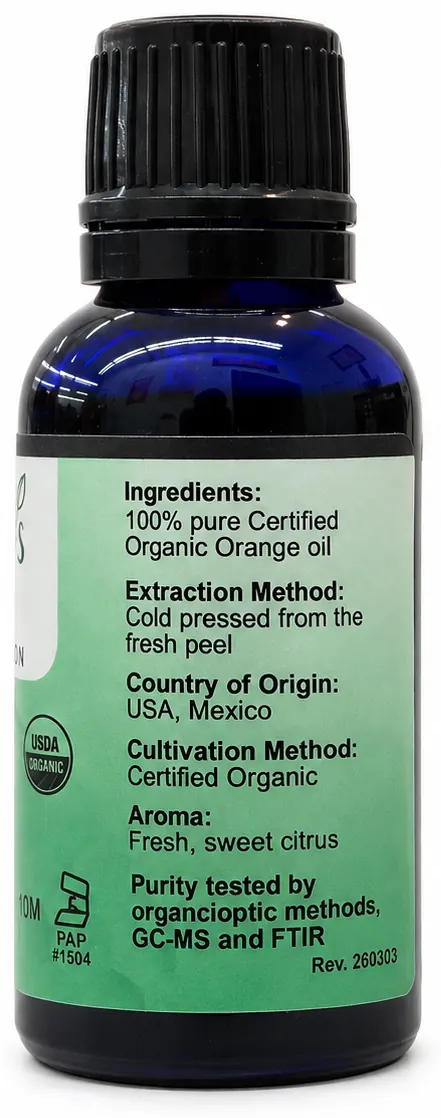 Ingredients:
100% pure Certified
Organic Orange oil
Extraction Method:
Cold pressed from the
fresh peel
Country of Origin:
USA, Mexico
Cultivation Method:
Certified Organic
Aroma:
Fresh, sweet citrus
Purity tested by
organcioptic methods,
GC-MS and FTIR
Rev. 260303
S
ON
USDA
ORGANIC
10M
PAP
#1504